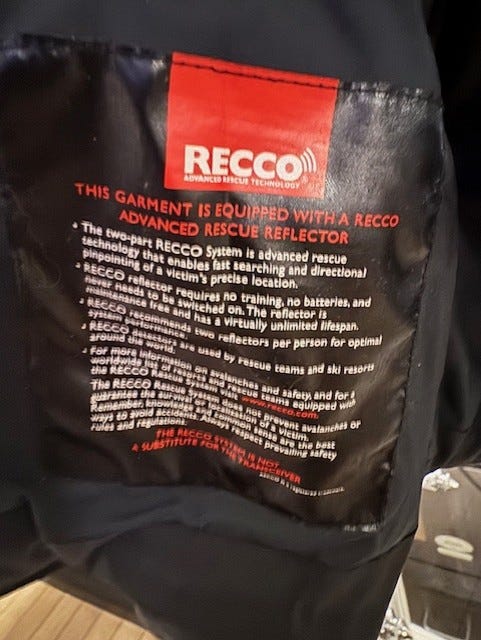 RECCO
ADVANCED RESCUE TECHNOLOGY
THIS GARMENT IS EQUIPPED WITH A RECCO
ADVANCED RESCUE REFLECTOR
• The two-part RECCO System is advanced rescue
technology that enables fast searching and directional
pinpointing of a victim's precise location.
• RECCO reflector requires no training, no batteries, and
never need to be switched on. The reflector is
maintenance free and has a virtually unlimited lifespan.
• RECCO recommends two reflectors per person for optimal
system performance.
• RECCO detectors are used by rescue teams and ski resorts
around the world.
• For more information on avalanches and safety, and for a
worldwide list of resorts and rescue teams equipped with
the RECCO Rescue System visit www.recco.com.
The RECCO Rescue System does not prevent avalanches or
guarantee the survival or location of a victim.
Remember, knowledge and common sense are the best
ways to avoid accidents. Always respect prevailing safety
rules and regulations.
THE RECCO SYSTEM IS NOT
A SUBSTITUTE FOR THE TRANSCEIVER
RECCO is a registered trademark.